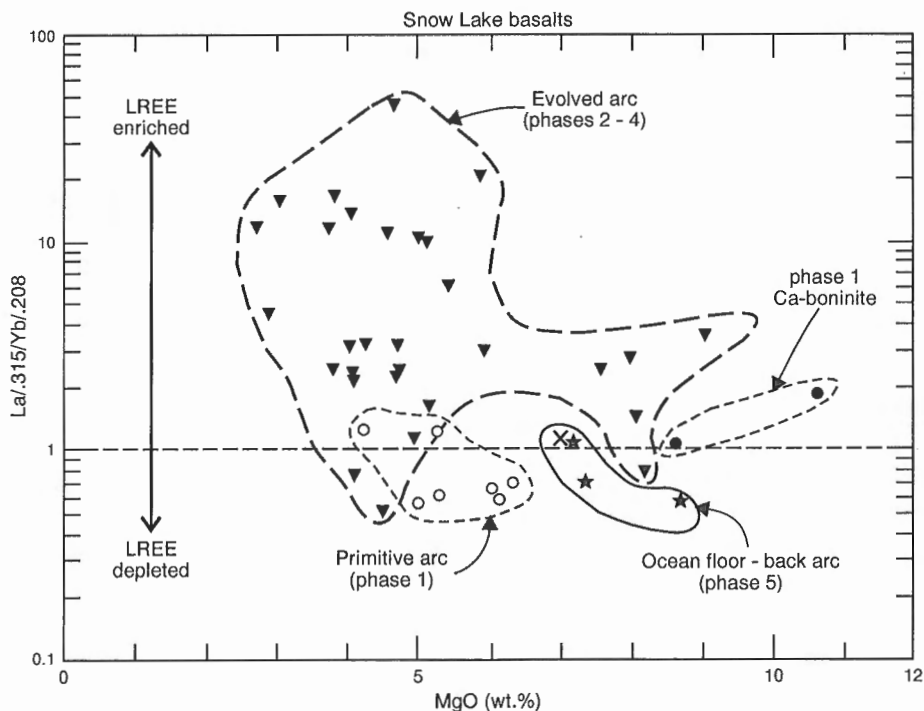 Snow Lake basalts
100
LREE
enriched
Evolved arc
(phases 2 - 4)
10
phase 1
Ca-boninite
La/.315/Yb/.208
1
LREE
depleted
Primitive arc
(phase 1)
Ocean floor - back arc
(phase 5)
0.1
0
5
10
12
MgO (wt.%)